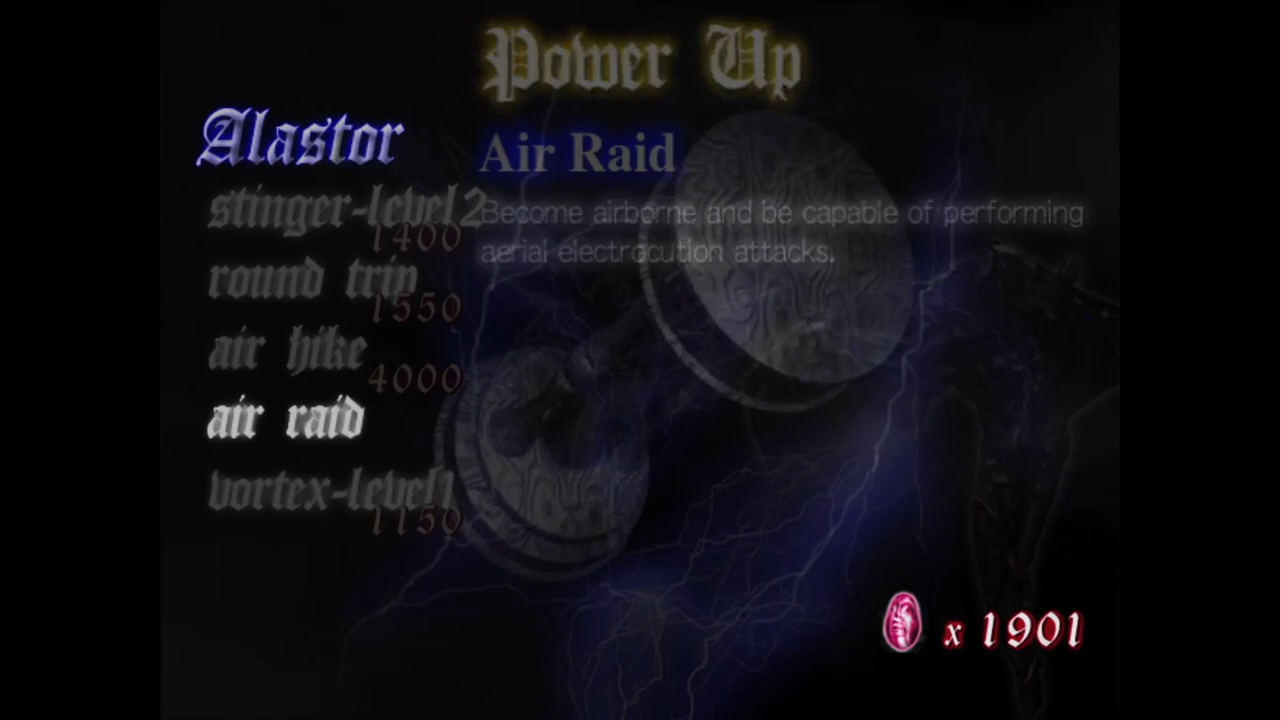 Power Up
Alastor
Air Raid
Become airborne and be capable of performing
aerial electrocution attacks.
stinger-level2
1400
round trip
1550
air hike
4000
air raid
vortex-level1
1150
x 1901